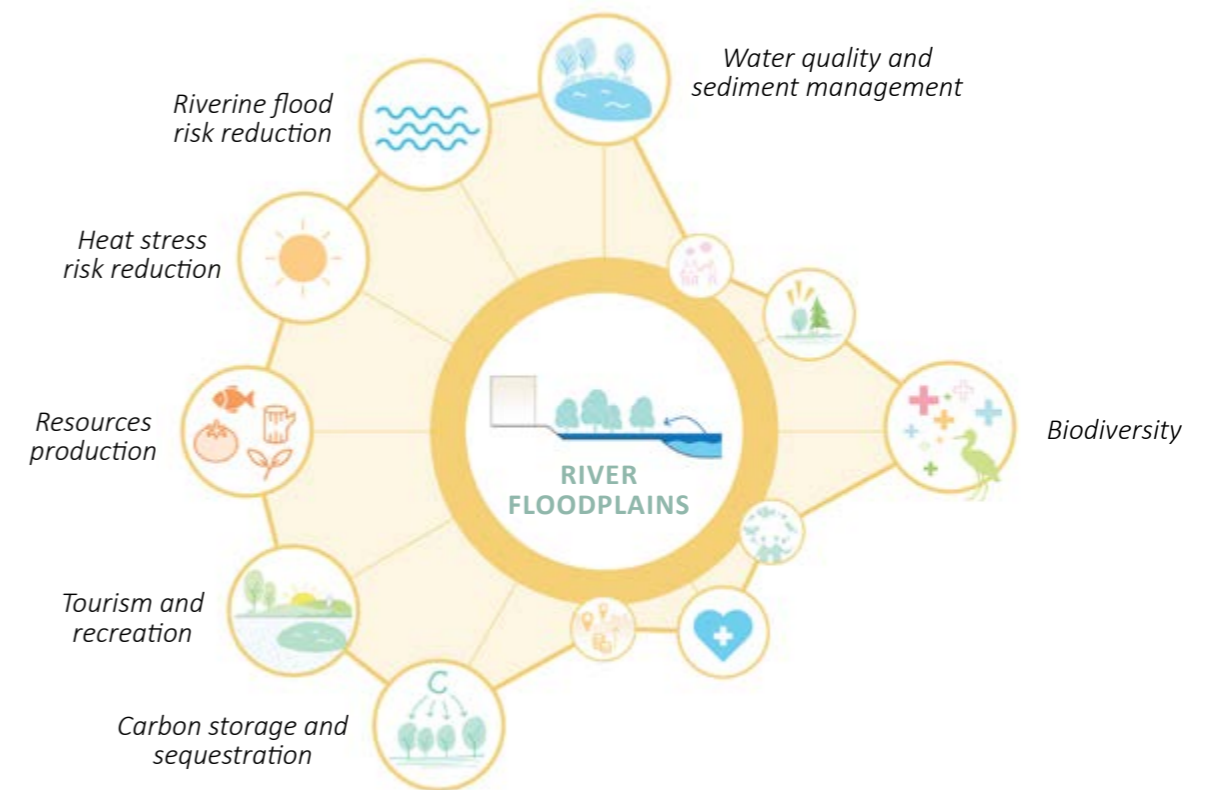 Water quality and
sediment management
Riverine flood
risk reduction
Heat stress
risk reduction
Resources
production
Biodiversity
RIVER
FLOODPLAINS
Tourism and
recreation
C
Carbon storage and
sequestration